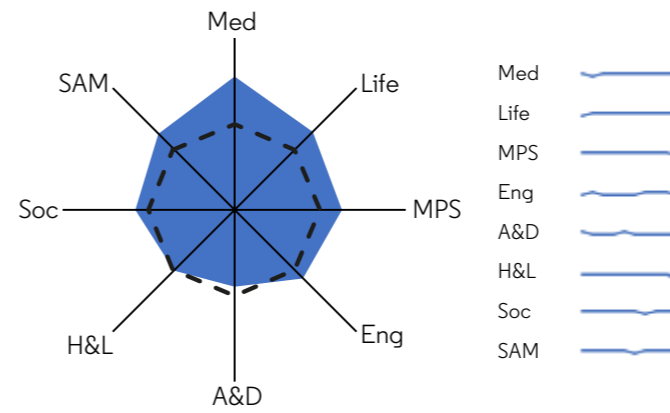 Med
SAM
Life
Soc
MPS
H&L
Eng
A&D
Med
Life
MPS
Eng
A&D
H&L
Soc
SAM